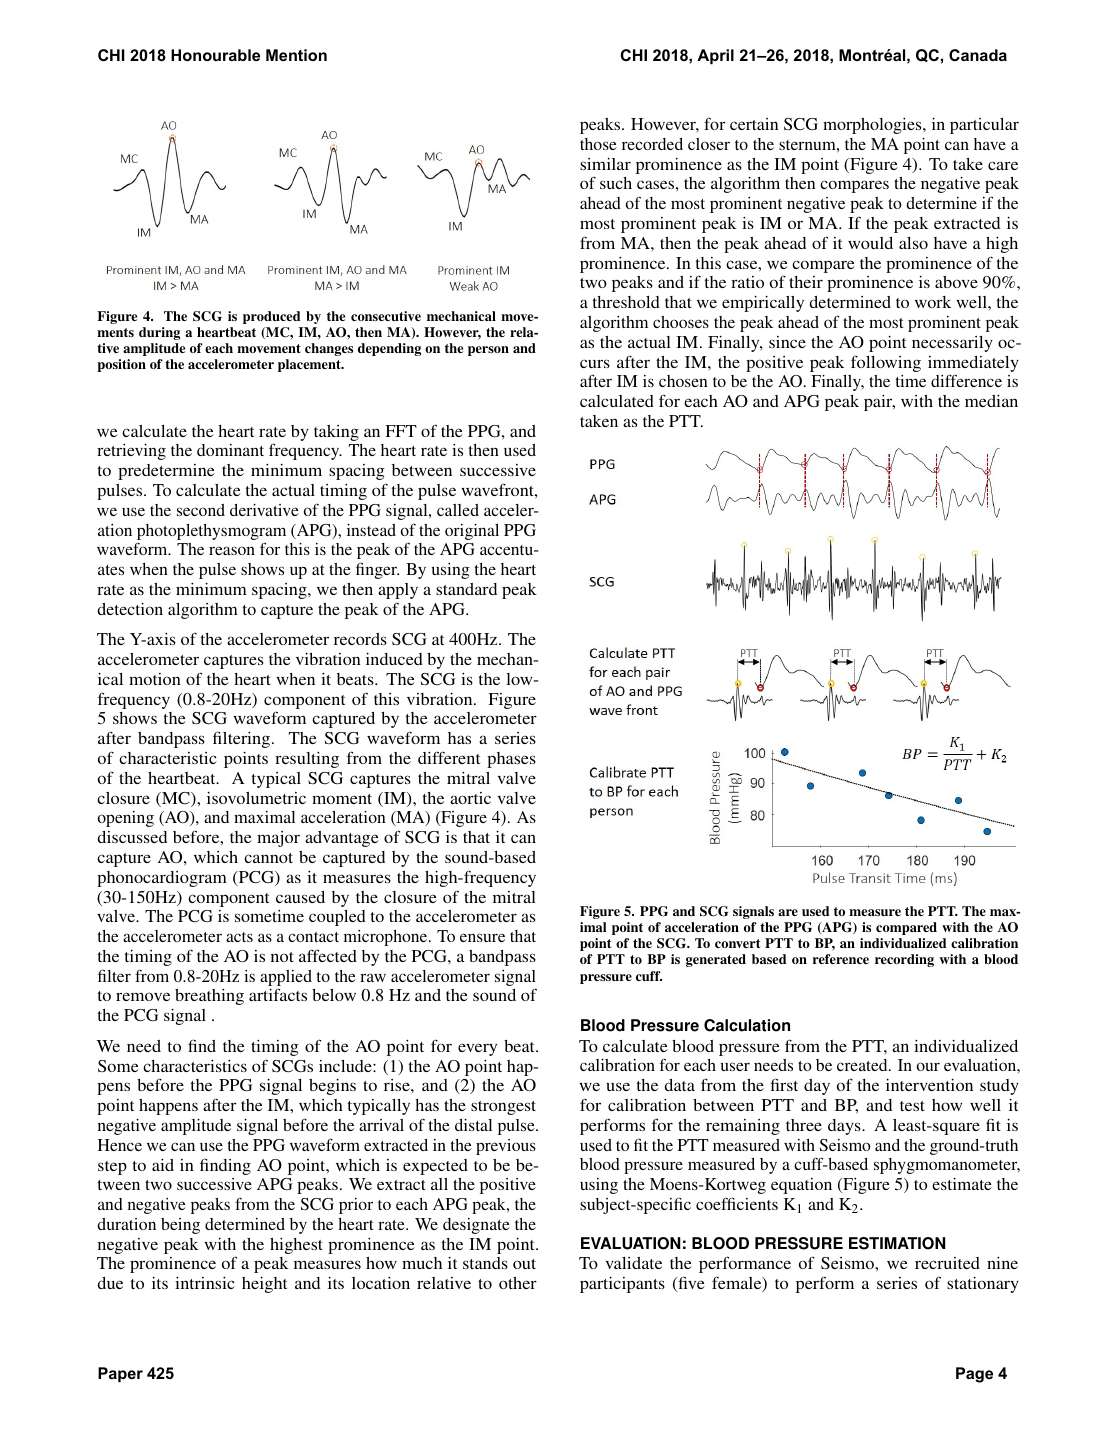 CHI 2018 Honourable Mention
CHI 2018, April 21–26, 2018, Montréal, QC, Canada
AO
MC
IM
MA
Prominent IM, AO and MA
IM > MA
AO
MC
IM
MA
Prominent IM, AO and MA
MA > IM
AO
MC
MA
IM
Prominent IM
Weak AO
Figure 4. The SCG is produced by the consecutive mechanical move-
ments during a heartbeat (MC, IM, AO, then MA). However, the rela-
tive amplitude of each movement changes depending on the person and
position of the accelerometer placement.
we calculate the heart rate by taking an FFT of the PPG, and
retrieving the dominant frequency. The heart rate is then used
to predetermine the minimum spacing between successive
pulses. To calculate the actual timing of the pulse wavefront,
we use the second derivative of the PPG signal, called acceler-
ation photoplethysmogram (APG), instead of the original PPG
waveform. The reason for this is the peak of the APG accentu-
ates when the pulse shows up at the finger. By using the heart
rate as the minimum spacing, we then apply a standard peak
detection algorithm to capture the peak of the APG.
The Y-axis of the accelerometer records SCG at 400Hz. The
accelerometer captures the vibration induced by the mechan-
ical motion of the heart when it beats. The SCG is the low-
frequency (0.8-20Hz) component of this vibration. Figure
5 shows the SCG waveform captured by the accelerometer
after bandpass filtering. The SCG waveform has a series
of characteristic points resulting from the different phases
of the heartbeat. A typical SCG captures the mitral valve
closure (MC), isovolumetric moment (IM), the aortic valve
opening (AO), and maximal acceleration (MA) (Figure 4). As
discussed before, the major advantage of SCG is that it can
capture AO, which cannot be captured by the sound-based
phonocardiogram (PCG) as it measures the high-frequency
(30-150Hz) component caused by the closure of the mitral
valve. The PCG is sometime coupled to the accelerometer as
the accelerometer acts as a contact microphone. To ensure that
the timing of the AO is not affected by the PCG, a bandpass
filter from 0.8-20Hz is applied to the raw accelerometer signal
to remove breathing artifacts below 0.8 Hz and the sound of
the PCG signal .
We need to find the timing of the AO point for every beat.
Some characteristics of SCGs include: (1) the AO point hap-
pens before the PPG signal begins to rise, and (2) the AO
point happens after the IM, which typically has the strongest
negative amplitude signal before the arrival of the distal pulse.
Hence we can use the PPG waveform extracted in the previous
step to aid in finding AO point, which is expected to be be-
tween two successive APG peaks. We extract all the positive
and negative peaks from the SCG prior to each APG peak, the
duration being determined by the heart rate. We designate the
negative peak with the highest prominence as the IM point.
The prominence of a peak measures how much it stands out
due to its intrinsic height and its location relative to other
peaks. However, for certain SCG morphologies, in particular
those recorded closer to the sternum, the MA point can have a
similar prominence as the IM point (Figure 4). To take care
of such cases, the algorithm then compares the negative peak
ahead of the most prominent negative peak to determine if the
most prominent peak is IM or MA. If the peak extracted is
from MA, then the peak ahead of it would also have a high
prominence. In this case, we compare the prominence of the
two peaks and if the ratio of their prominence is above 90%,
a threshold that we empirically determined to work well, the
algorithm chooses the peak ahead of the most prominent peak
as the actual IM. Finally, since the AO point necessarily oc-
curs after the IM, the positive peak following immediately
after IM is chosen to be the AO. Finally, the time difference is
calculated for each AO and APG peak pair, with the median
taken as the PTT.
PPG
APG
SCG
Calculate PTT
for each pair
of AO and PPG
wave front
PTT PTT PTT
Calibrate PTT
to BP for each
person
Blood Pressure
(mmHg)
100
90
80
BP = K1/PTT + K2
160 170 180 190
Pulse Transit Time (ms)
Figure 5. PPG and SCG signals are used to measure the PTT. The max-
imal point of acceleration of the PPG (APG) is compared with the AO
point of the SCG. To convert PTT to BP, an individualized calibration
of PTT to BP is generated based on reference recording with a blood
pressure cuff.
Blood Pressure Calculation
To calculate blood pressure from the PTT, an individualized
calibration for each user needs to be created. In our evaluation,
we use the data from the first day of the intervention study
for calibration between PTT and BP, and test how well it
performs for the remaining three days. A least-square fit is
used to fit the PTT measured with Seismo and the ground-truth
blood pressure measured by a cuff-based sphygmomanometer,
using the Moens-Kortweg equation (Figure 5) to estimate the
subject-specific coefficients K1 and K2.
EVALUATION: BLOOD PRESSURE ESTIMATION
To validate the performance of Seismo, we recruited nine
participants (five female) to perform a series of stationary
Paper 425
Page 4